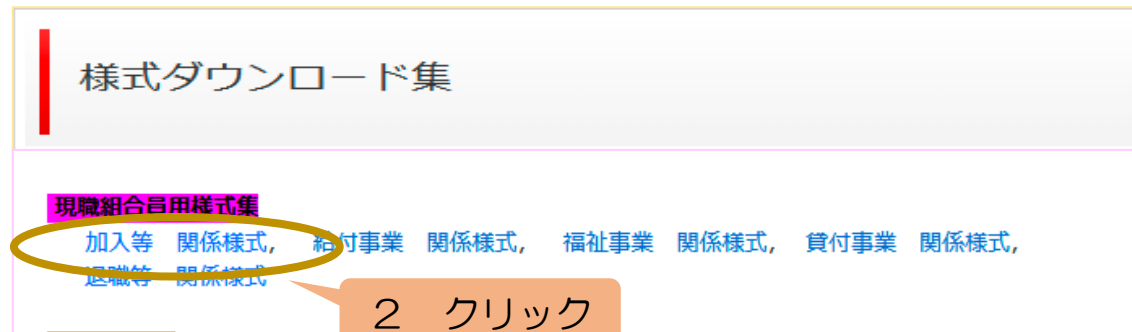 様式ダウンロード集
現職組合員用様式集
加入等　関係様式,　給付事業　関係様式,　福祉事業　関係様式,　貸付事業　関係様式,
退職等　関係様式
２　クリック